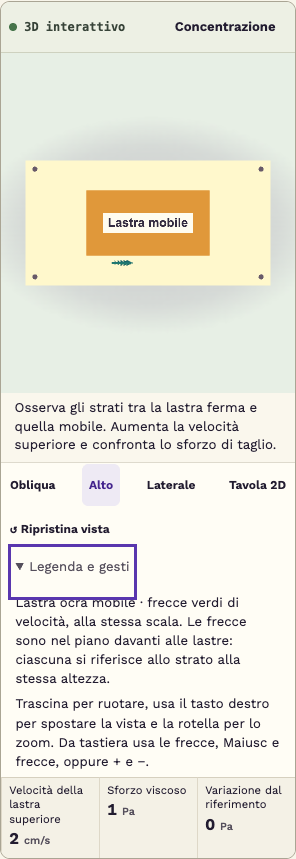 3D interattivo
Concentrazione
Lastra mobile
Osserva gli strati tra la lastra ferma e
quella mobile. Aumenta la velocità
superiore e confronta lo sforzo di taglio.
Obliqua Alto Laterale Tavola 2D
↺ Ripristina vista
▼ Legenda e gesti
Lastra ocra mobile · frecce verdi di
velocità, alla stessa scala. Le frecce
sono nel piano davanti alle lastre:
ciascuna si riferisce allo strato alla
stessa altezza.
Trascina per ruotare, usa il tasto destro
per spostare la vista e la rotella per lo
zoom. Da tastiera usa le frecce, Maiusc e
frecce, oppure + e −.
Velocità della
lastra
superiore
2 cm/s
Sforzo viscoso
1 Pa
Variazione dal
riferimento
0 Pa